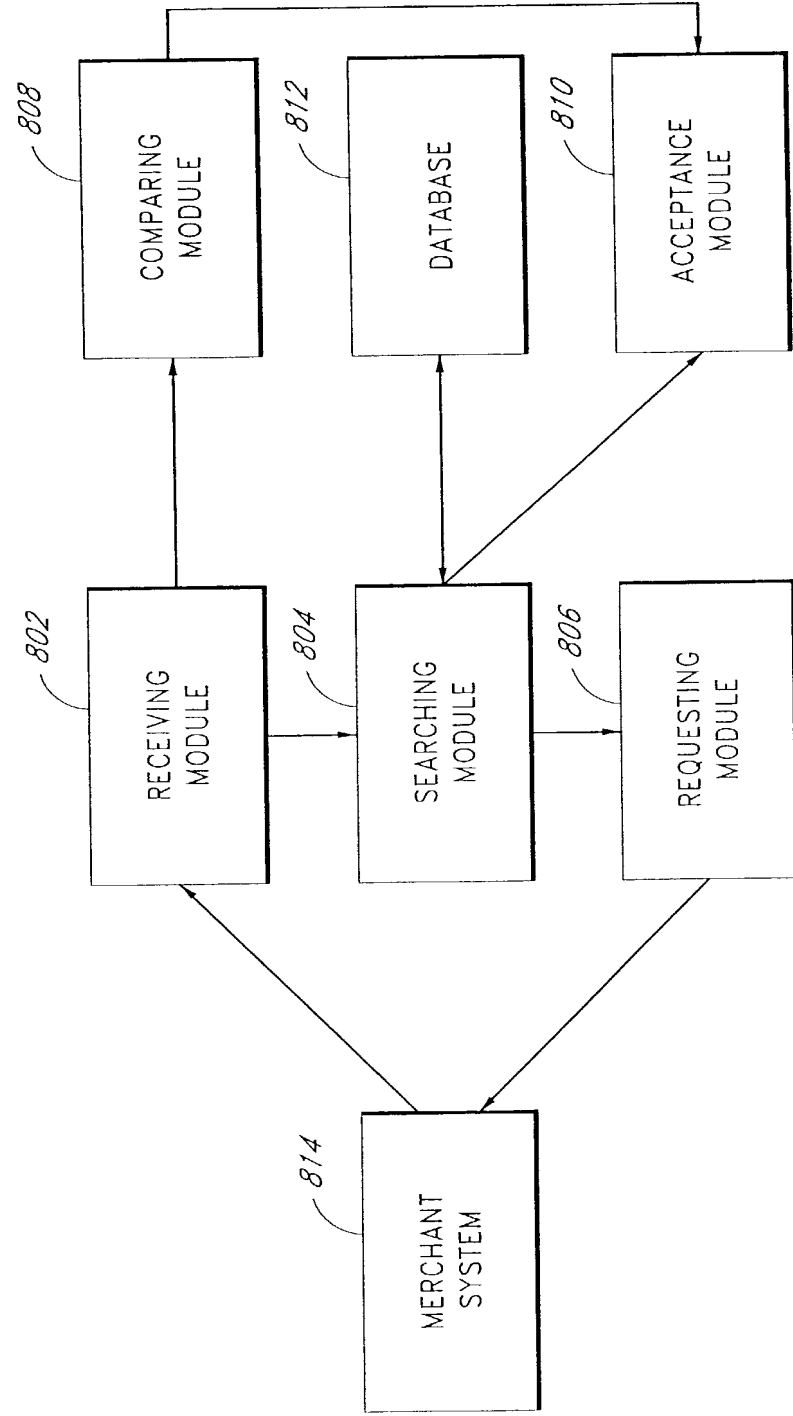 814
MERCHANT
SYSTEM
802
RECEIVING
MODULE
804
SEARCHING
MODULE
806
REQUESTING
MODULE
808
COMPARING
MODULE
812
DATABASE
810
ACCEPTANCE
MODULE